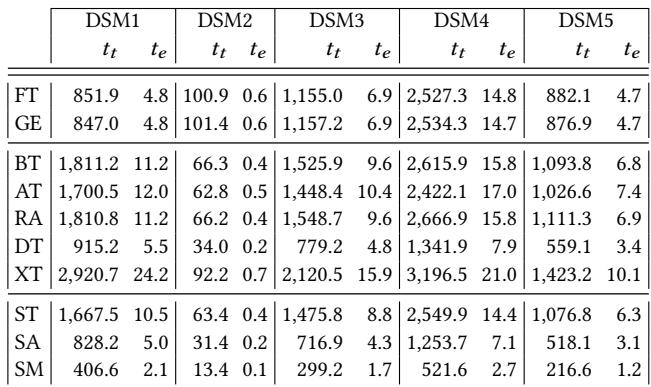 DSM1 DSM2 DSM3 DSM4 DSM5
t_t t_e t_t t_e t_t t_e t_t t_e t_t t_e
FT 851.9 4.8 100.9 0.6 1,155.0 6.9 2,527.3 14.8 882.1 4.7
GE 847.0 4.8 101.4 0.6 1,157.2 6.9 2,534.3 14.7 876.9 4.7
BT 1,811.2 11.2 66.3 0.4 1,525.9 9.6 2,615.9 15.8 1,093.8 6.8
AT 1,700.5 12.0 62.8 0.5 1,448.4 10.4 2,422.1 17.0 1,026.6 7.4
RA 1,810.8 11.2 66.2 0.4 1,548.7 9.6 2,666.9 15.8 1,111.3 6.9
DT 915.2 5.5 34.0 0.2 779.2 4.8 1,341.9 7.9 559.1 3.4
XT 2,920.7 24.2 92.2 0.7 2,120.5 15.9 3,196.5 21.0 1,423.2 10.1
ST 1,667.5 10.5 63.4 0.4 1,475.8 8.8 2,549.9 14.4 1,076.8 6.3
SA 828.2 5.0 31.4 0.2 716.9 4.3 1,253.7 7.1 518.1 3.1
SM 406.6 2.1 13.4 0.1 299.2 1.7 521.6 2.7 216.6 1.2